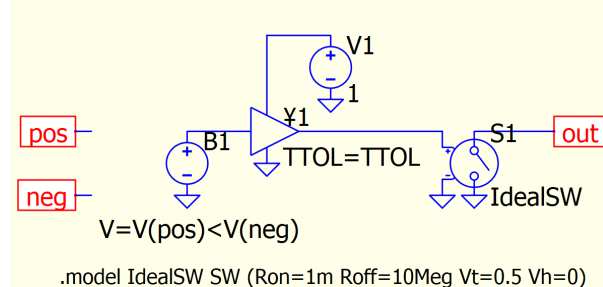 V1
+
−
1
¥1
pos
B1
S1
out
+
−
TTOL=TTOL
+
-
neg
IdealSW
V=V(pos)<V(neg)
.model IdealSW SW (Ron=1m Roff=10Meg Vt=0.5 Vh=0)